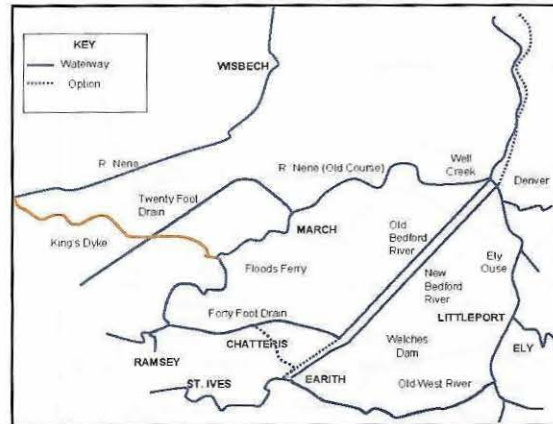 KEY
Waterway
Option
WISBECH
R. Nene
R. Nene (Old Course)
Well
Creek
Denver
Twenty Foot
Drain
King's Dyke
MARCH
Old
Bedford
River
Floods Ferry
New
Bedford
River
Ely
Ouse
Forty Foot Drain
LITTLEPORT
CHATTERIS
Welches
Dam
RAMSEY
ELY
ST. IVES
EARITH
Old West River